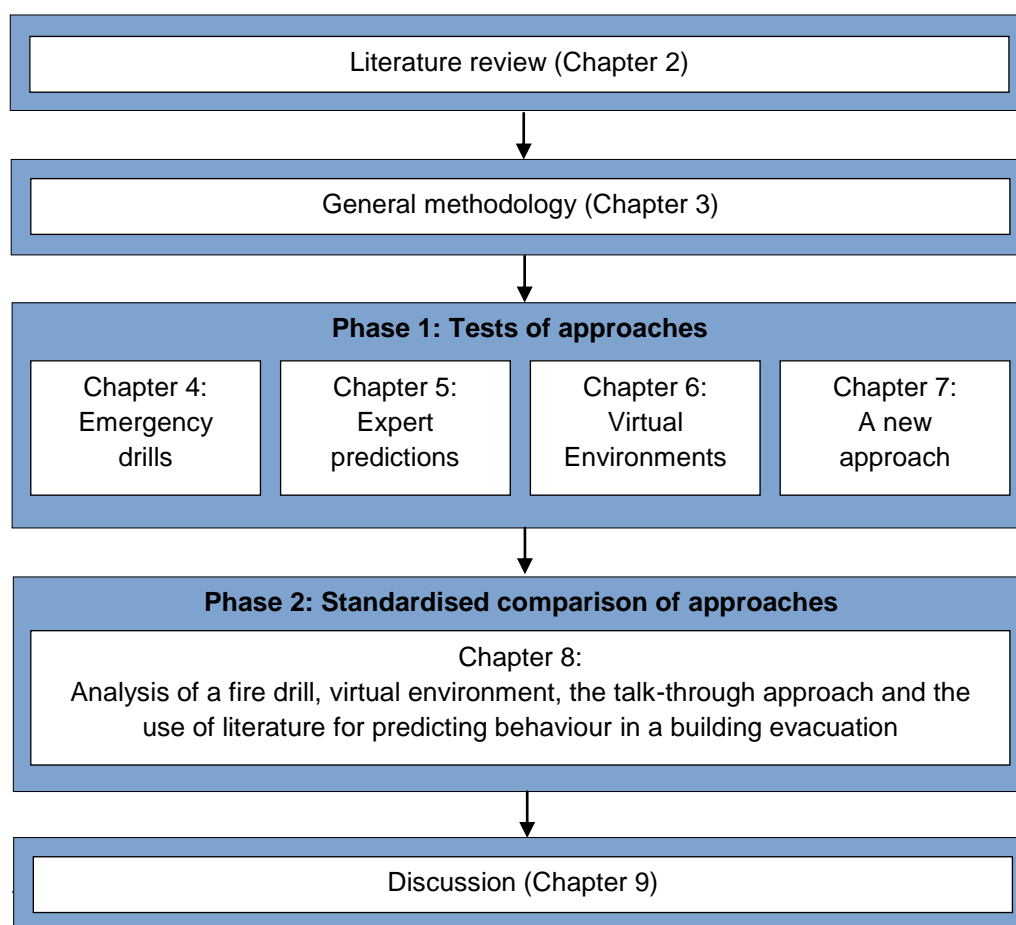 Literature review (Chapter 2)
General methodology (Chapter 3)
Phase 1: Tests of approaches
Chapter 4:
Emergency
drills
Chapter 5:
Expert
predictions
Chapter 6:
Virtual
Environments
Chapter 7:
A new
approach
Phase 2: Standardised comparison of approaches
Chapter 8:
Analysis of a fire drill, virtual environment, the talk-through approach and the
use of literature for predicting behaviour in a building evacuation
Discussion (Chapter 9)